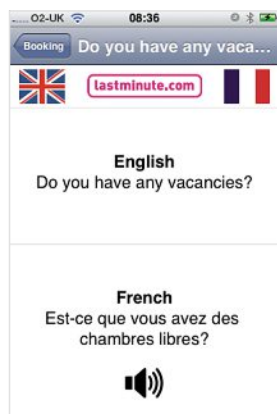 O2-UK 08:36
Booking Do you have any vaca...
lastminute.com
English
Do you have any vacancies?
French
Est-ce que vous avez des
chambres libres?